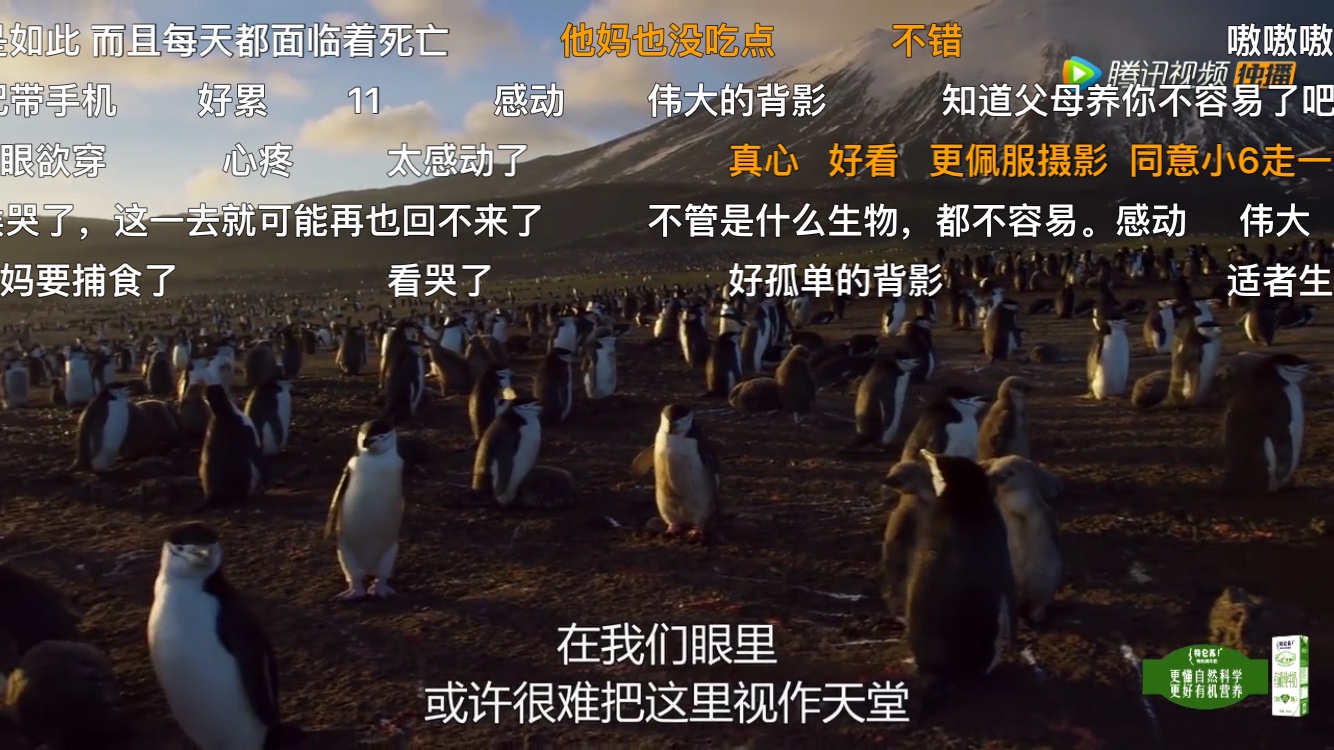 如此 而且每天都面临着死亡 他妈也没吃点 不错 嗷嗷嗷
腾讯视频 独播
带手机 好累 11 感动 伟大的背影 知道父母养你不容易了吧
眼欲穿 心疼 太感动了 真心 好看 更佩服摄影 同意小6走一
哭了，这一去就可能再也回不来了 不管是什么生物，都不容易。感动 伟大
妈要捕食了 看哭了 好孤单的背影 适者生
在我们眼里
或许很难把这里视作天堂
特仑苏
更懂自然科学
更好有机营养